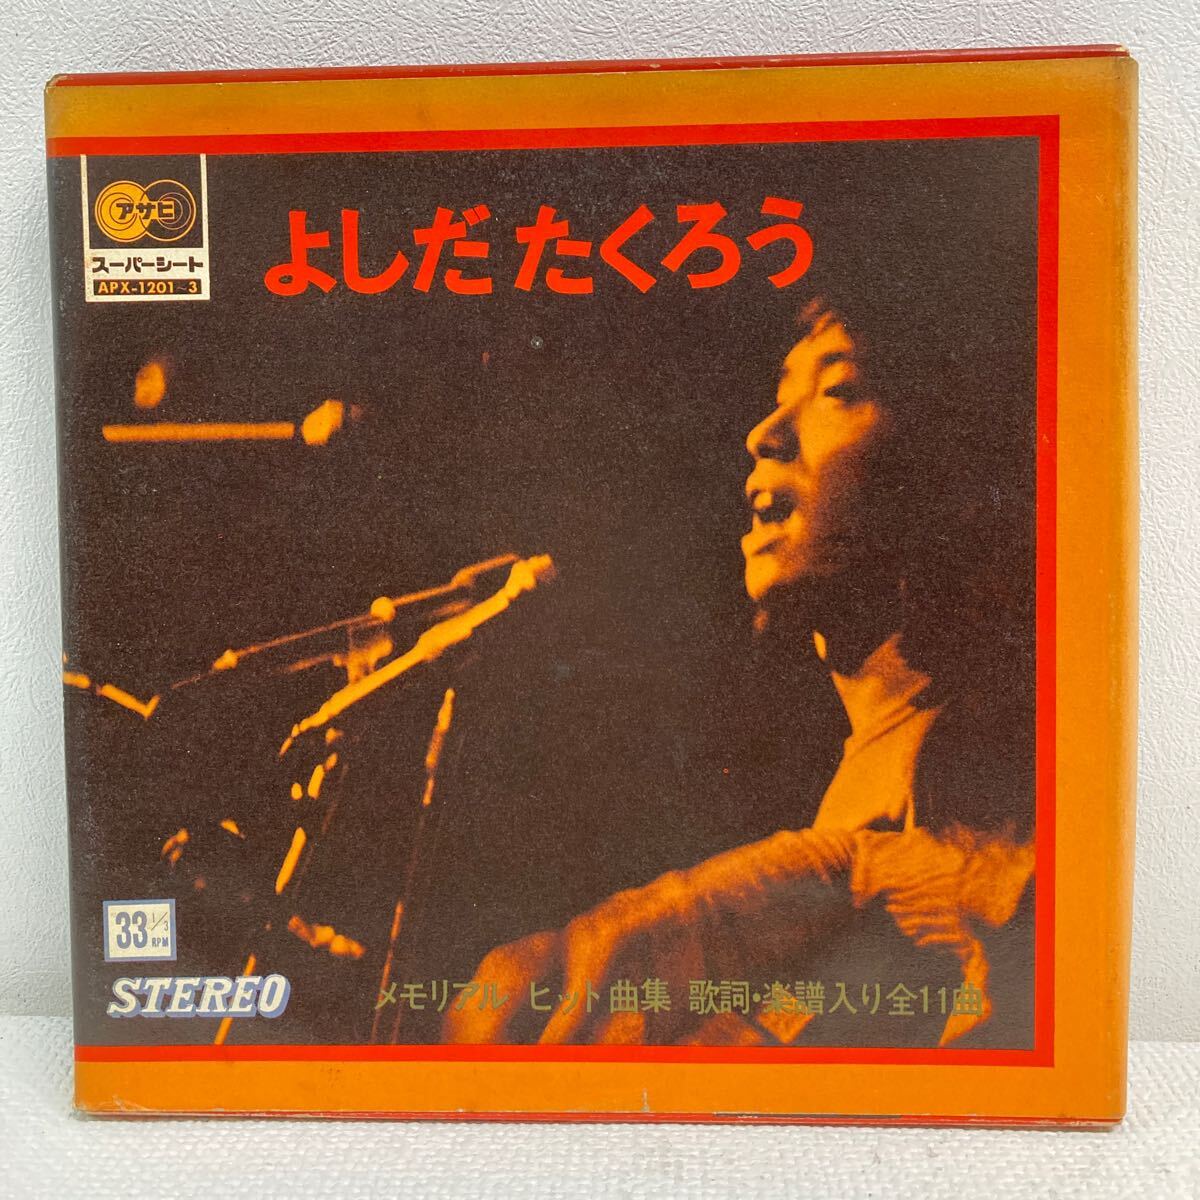 アサヒ
スーパーシート
APX-1201~3
よしだ たくろう
33 1/3
RPM
STEREO
メモリアル ヒット曲集 歌詞・楽譜入り全11曲